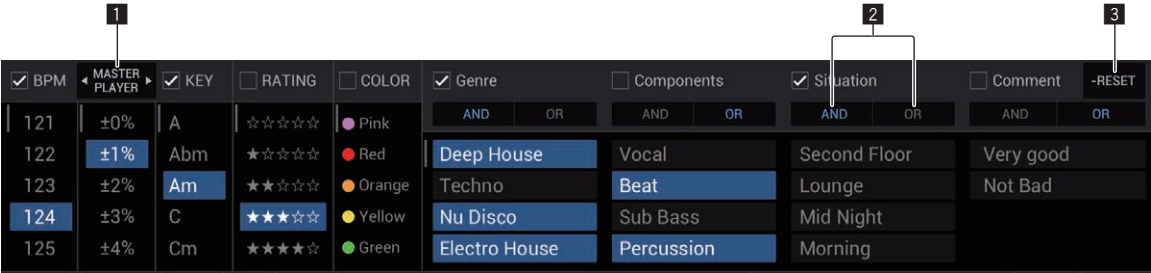 1 2 3
BPM MASTER PLAYER KEY RATING COLOR Genre Components Situation Comment -RESET
AND OR AND OR AND OR AND OR
121 ±0% A ☆☆☆☆☆ Pink
122 ±1% Abm ★☆☆☆☆ Red Deep House Vocal Second Floor Very good
123 ±2% Am ★★☆☆☆ Orange Techno Beat Lounge Not Bad
124 ±3% C ★★★☆☆ Yellow Nu Disco Sub Bass Mid Night
125 ±4% Cm ★★★★☆ Green Electro House Percussion Morning